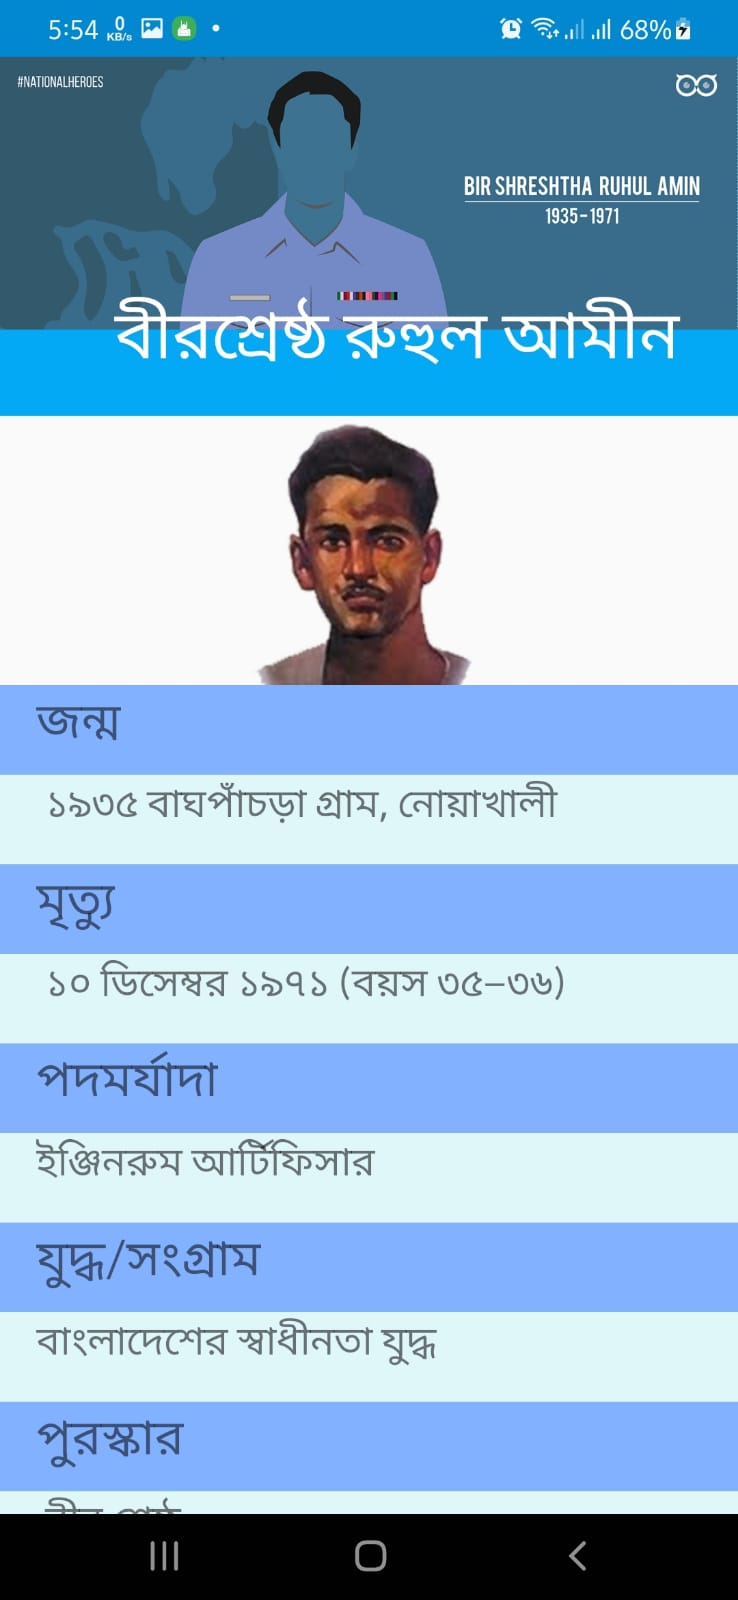 5:54
0
KB/s
68%
#NATIONALHEROES
BIR SHRESHTHA RUHUL AMIN
1935-1971
বীরশ্রেষ্ঠ রুহুল আমীন
জন্ম
১৯৩৫ বাঘপাঁচড়া গ্রাম, নোয়াখালী
মৃত্যু
১০ ডিসেম্বর ১৯৭১ (বয়স ৩৫–৩৬)
পদমর্যাদা
ইঞ্জিনরুম আর্টিফিসার
যুদ্ধ/সংগ্রাম
বাংলাদেশের স্বাধীনতা যুদ্ধ
পুরস্কার